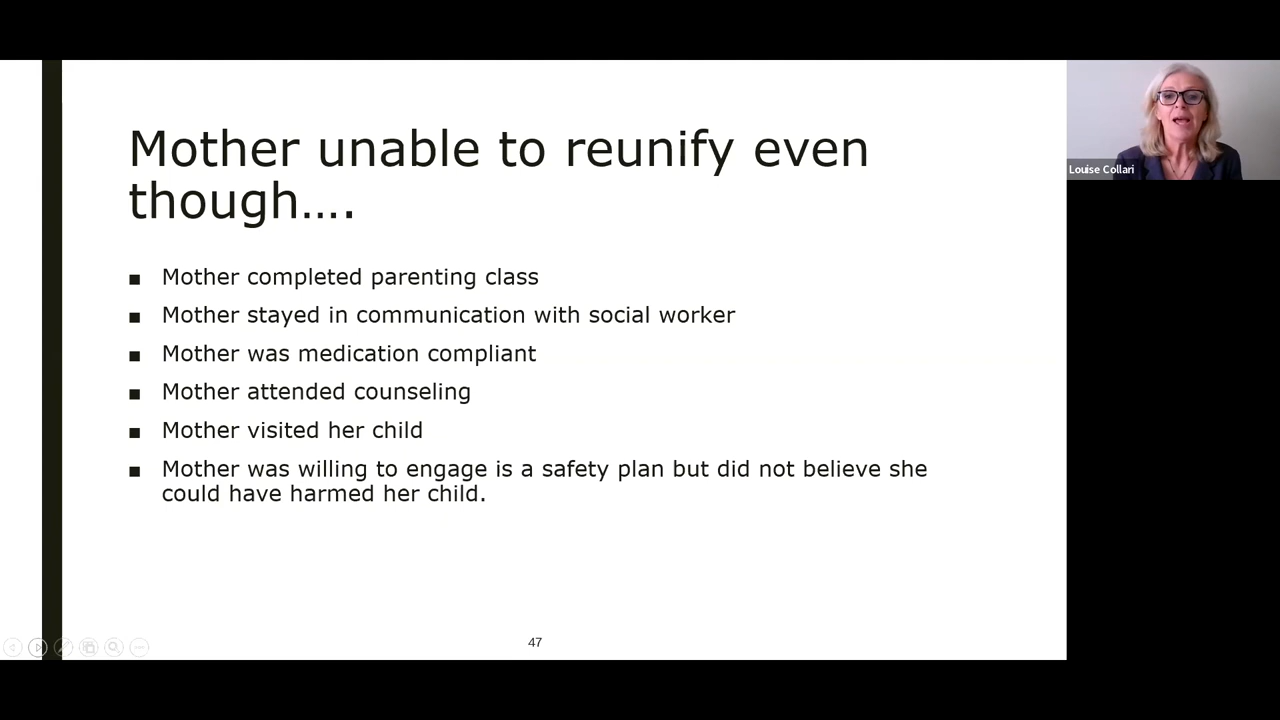 Mother unable to reunify even
though....
▪ Mother completed parenting class
▪ Mother stayed in communication with social worker
▪ Mother was medication compliant
▪ Mother attended counseling
▪ Mother visited her child
▪ Mother was willing to engage is a safety plan but did not believe she
could have harmed her child.
47
Louise Collari